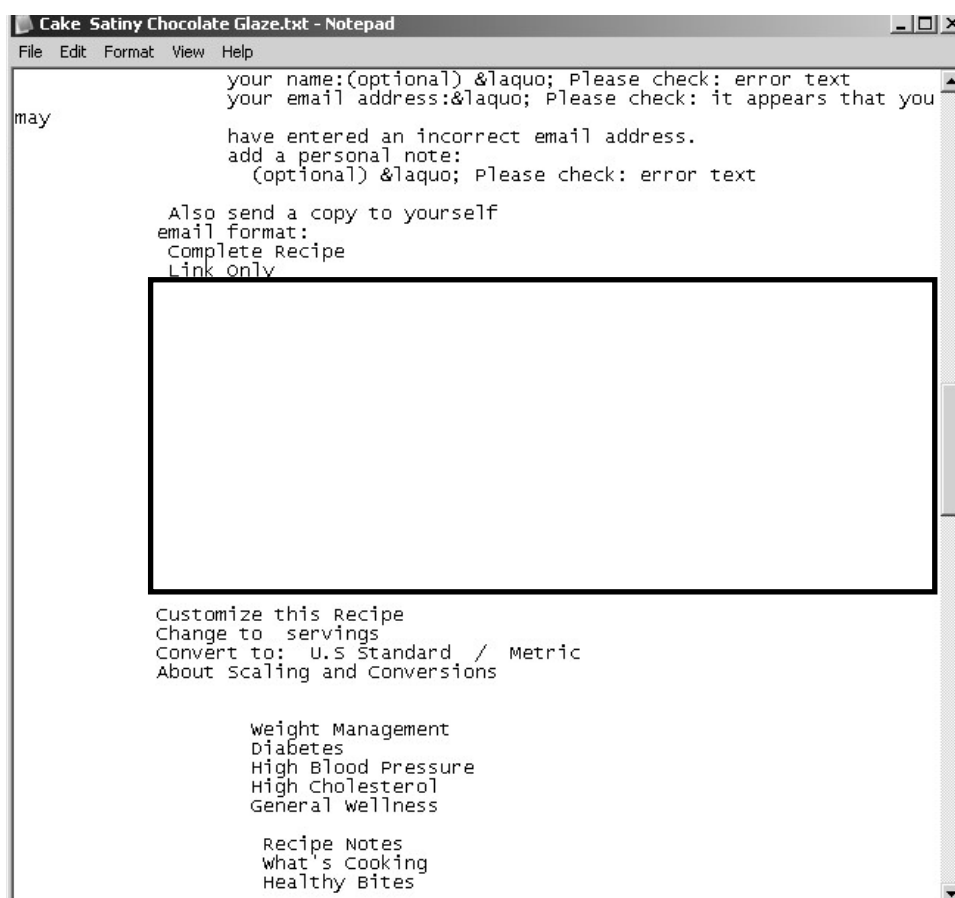 Cake Satiny Chocolate Glaze.txt - Notepad
File Edit Format View Help
your name:(optional) &laquo; Please check: error text
your email address:&laquo; Please check: it appears that you
may
have entered an incorrect email address.
add a personal note:
(optional) &laquo; Please check: error text
Also send a copy to yourself
email format:
Complete Recipe
Link Only
Customize this Recipe
Change to servings
Convert to: U.S Standard / Metric
About Scaling and Conversions
Weight Management
Diabetes
High Blood Pressure
High Cholesterol
General Wellness
Recipe Notes
What's Cooking
Healthy Bites